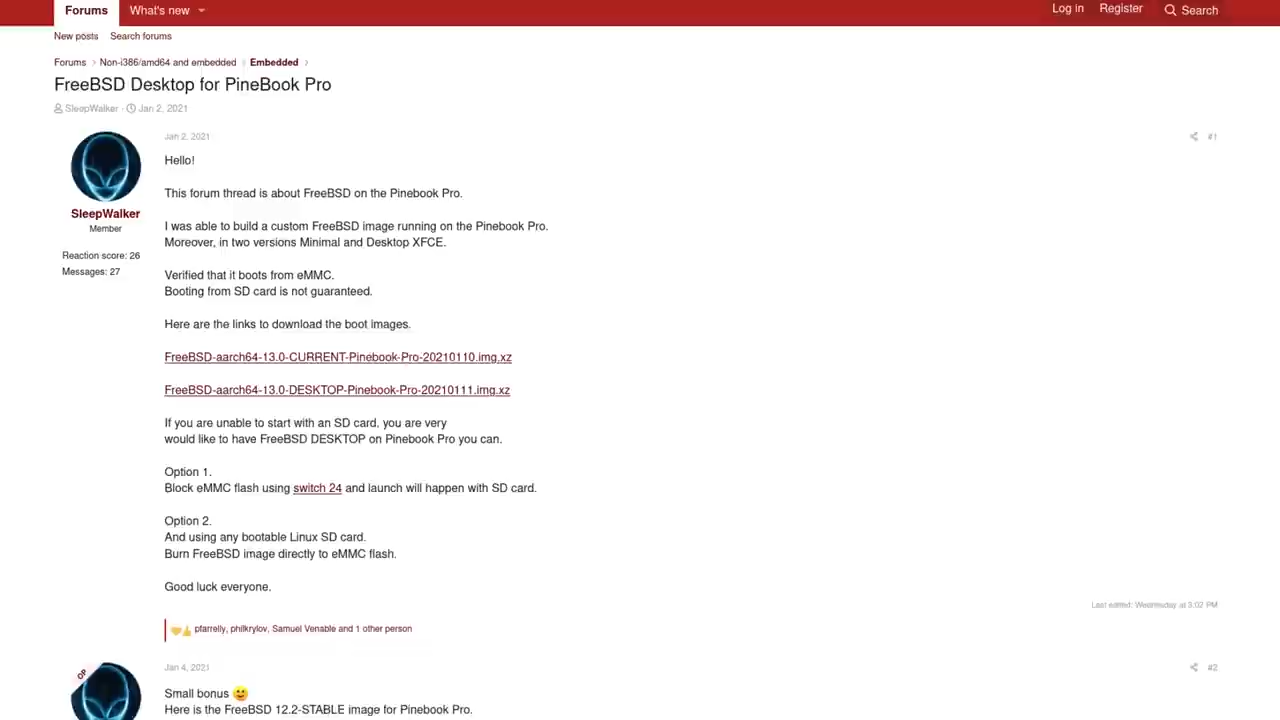 Forums What's new Log in Register Search
New posts Search forums
Forums Non-i386/amd64 and embedded Embedded
FreeBSD Desktop for PineBook Pro
SleepWalker · Jan 2, 2021
Jan 2, 2021 #1
Hello!
This forum thread is about FreeBSD on the Pinebook Pro.
SleepWalker
Member
Reaction score: 26
Messages: 27
I was able to build a custom FreeBSD image running on the Pinebook Pro.
Moreover, in two versions Minimal and Desktop XFCE.
Verified that it boots from eMMC.
Booting from SD card is not guaranteed.
Here are the links to download the boot images.
FreeBSD-aarch64-13.0-CURRENT-Pinebook-Pro-20210110.img.xz
FreeBSD-aarch64-13.0-DESKTOP-Pinebook-Pro-20210111.img.xz
If you are unable to start with an SD card. you are very
would like to have FreeBSD DESKTOP on Pinebook Pro you can.
Option 1.
Block eMMC flash using switch 24 and launch will happen with SD card.
Option 2.
And using any bootable Linux SD card.
Burn FreeBSD image directly to eMMC flash.
Good luck everyone.
Last edited: Wednesday at 3:02 PM
pfarrelly, philkrylov, Samuel Venable and 1 other person
OP
Jan 4, 2021 #2
Small bonus
Here is the FreeBSD 12.2-STABLE image for Pinebook Pro.